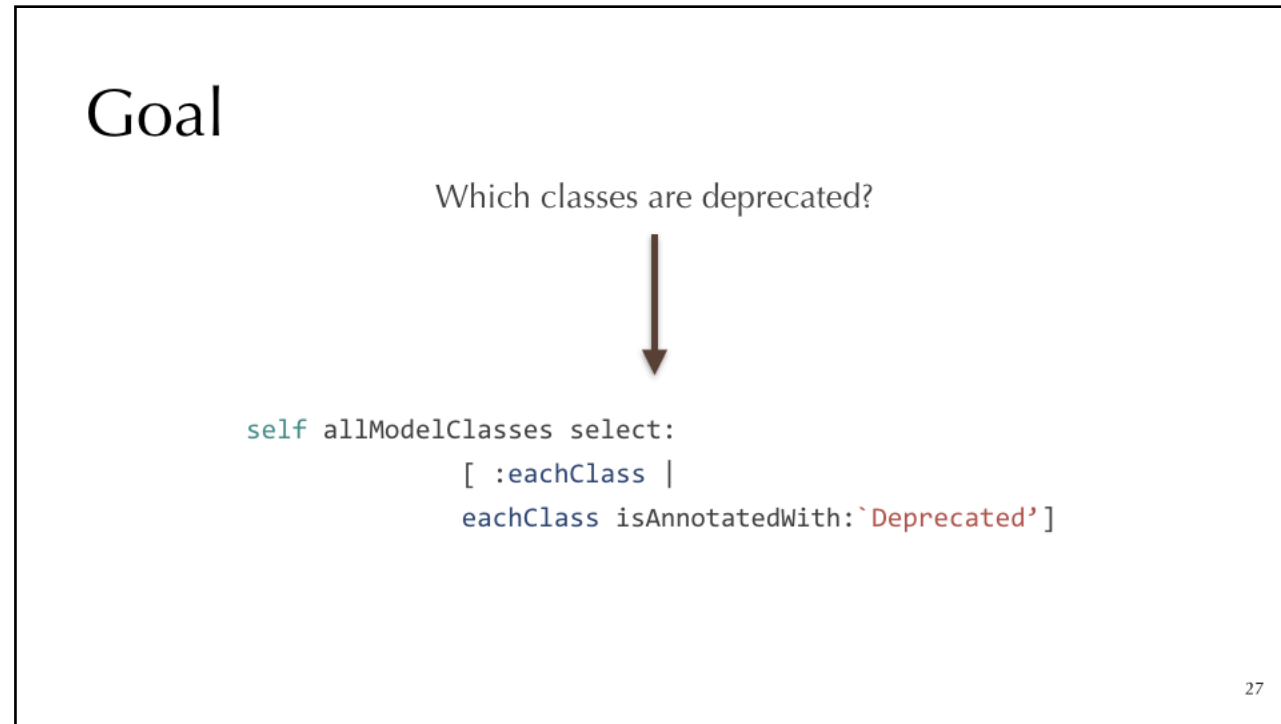 Goal
Which classes are deprecated?
self allModelClasses select:
[ :eachClass |
eachClass isAnnotatedWith:`Deprecated’]
27